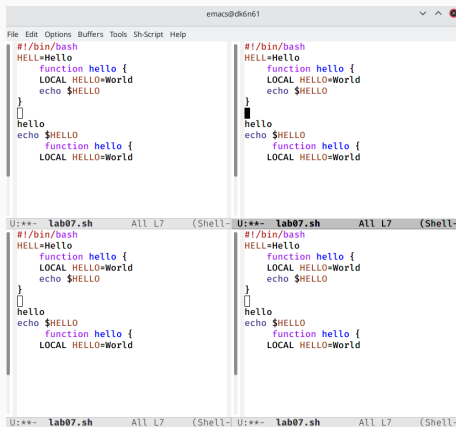 emacs@dk6n61
File Edit Options Buffers Tools Sh-Script Help
#!/bin/bash
HELL=Hello
    function hello {
    LOCAL HELLO=World
    echo $HELLO
}
hello
echo $HELLO
     function hello {
    LOCAL HELLO=World
U:**-  lab07.sh       All L7     (Shell-
#!/bin/bash
HELL=Hello
    function hello {
    LOCAL HELLO=World
    echo $HELLO
}
hello
echo $HELLO
     function hello {
    LOCAL HELLO=World
U:**-  lab07.sh       All L7     (Shell-
#!/bin/bash
HELL=Hello
    function hello {
    LOCAL HELLO=World
    echo $HELLO
}
hello
echo $HELLO
     function hello {
    LOCAL HELLO=World
U:**-  lab07.sh       All L7     (Shell-
#!/bin/bash
HELL=Hello
    function hello {
    LOCAL HELLO=World
    echo $HELLO
}
hello
echo $HELLO
     function hello {
    LOCAL HELLO=World
U:**-  lab07.sh       All L7     (Shell-